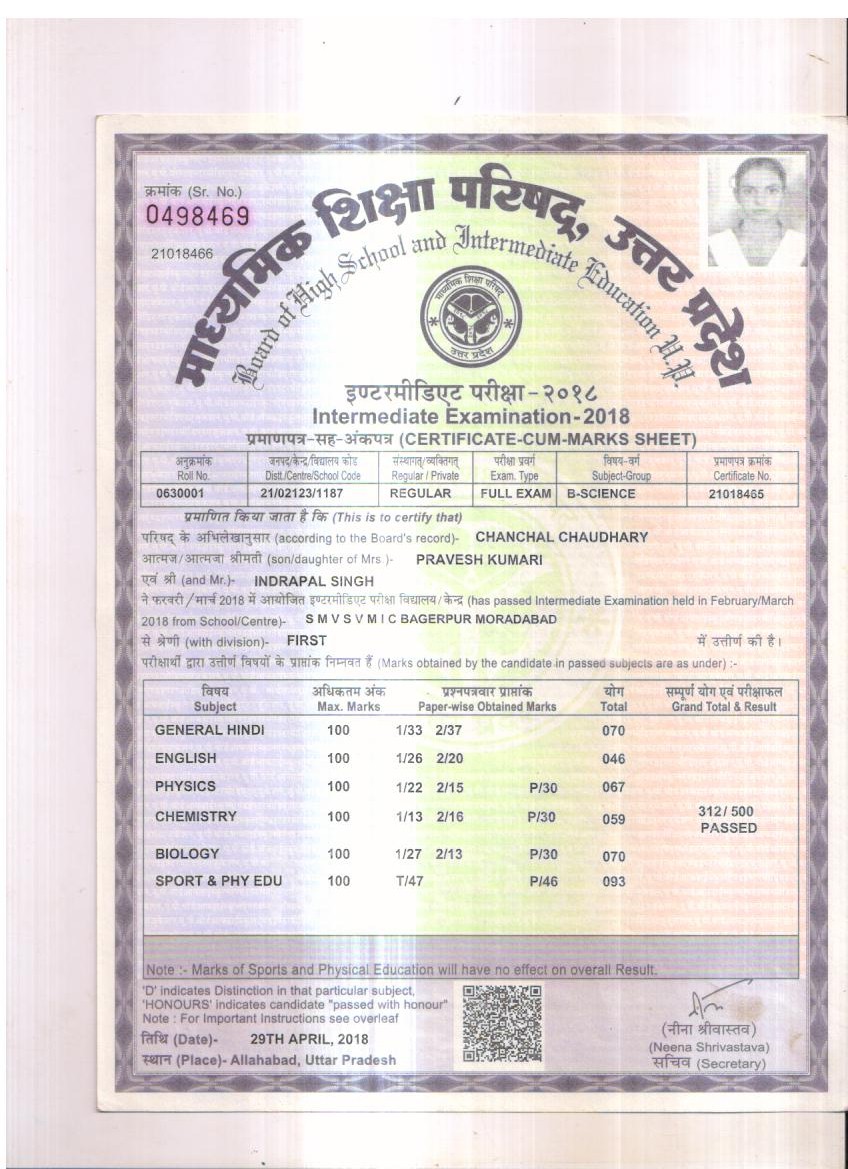 क्रमांक (Sr. No.)
0498469
21018466
माध्यमिक शिक्षा परिषद्, उत्तर प्रदेश
Board of High School and Intermediate Education U.P.
माध्यमिक शिक्षा परिषद
उत्तर प्रदेश
इण्टरमीडिएट परीक्षा-२०१८
Intermediate Examination-2018
प्रमाणपत्र-सह-अंकपत्र (CERTIFICATE-CUM-MARKS SHEET)
अनुक्रमांक जनपद/केन्द्र/विद्यालय कोड संस्थागत/व्यक्तिगत परीक्षा प्रवर्ग विषय-वर्ग प्रमाणपत्र क्रमांक
Roll No. Distt./Centre/School Code Regular / Private Exam. Type Subject-Group Certificate No.
0630001 21/02123/1187 REGULAR FULL EXAM B-SCIENCE 21018465
प्रमाणित किया जाता है कि (This is to certify that)
परिषद् के अभिलेखानुसार (according to the Board's record)- CHANCHAL CHAUDHARY
आत्मज/आत्मजा श्रीमती (son/daughter of Mrs.)- PRAVESH KUMARI
एवं श्री (and Mr.)- INDRAPAL SINGH
ने फरवरी/मार्च 2018 में आयोजित इण्टरमीडिएट परीक्षा विद्यालय/केन्द्र (has passed Intermediate Examination held in February/March
2018 from School/Centre)- S M V S V M I C BAGERPUR MORADABAD
से श्रेणी (with division)- FIRST में उत्तीर्ण की है।
परीक्षार्थी द्वारा उत्तीर्ण विषयों के प्राप्तांक निम्नवत हैं (Marks obtained by the candidate in passed subjects are as under) :-
विषय अधिकतम अंक प्रश्नपत्रवार प्राप्तांक योग सम्पूर्ण योग एवं परीक्षाफल
Subject Max. Marks Paper-wise Obtained Marks Total Grand Total & Result
GENERAL HINDI 100 1/33 2/37 070
ENGLISH 100 1/26 2/20 046
PHYSICS 100 1/22 2/15 P/30 067
CHEMISTRY 100 1/13 2/16 P/30 059 312/ 500
PASSED
BIOLOGY 100 1/27 2/13 P/30 070
SPORT & PHY EDU 100 T/47 P/46 093
Note :- Marks of Sports and Physical Education will have no effect on overall Result.
'D' indicates Distinction in that particular subject,
'HONOURS' indicates candidate "passed with honour"
Note : For Important Instructions see overleaf
तिथि (Date)- 29TH APRIL, 2018
स्थान (Place)- Allahabad, Uttar Pradesh
(नीना श्रीवास्तव)
(Neena Shrivastava)
सचिव (Secretary)